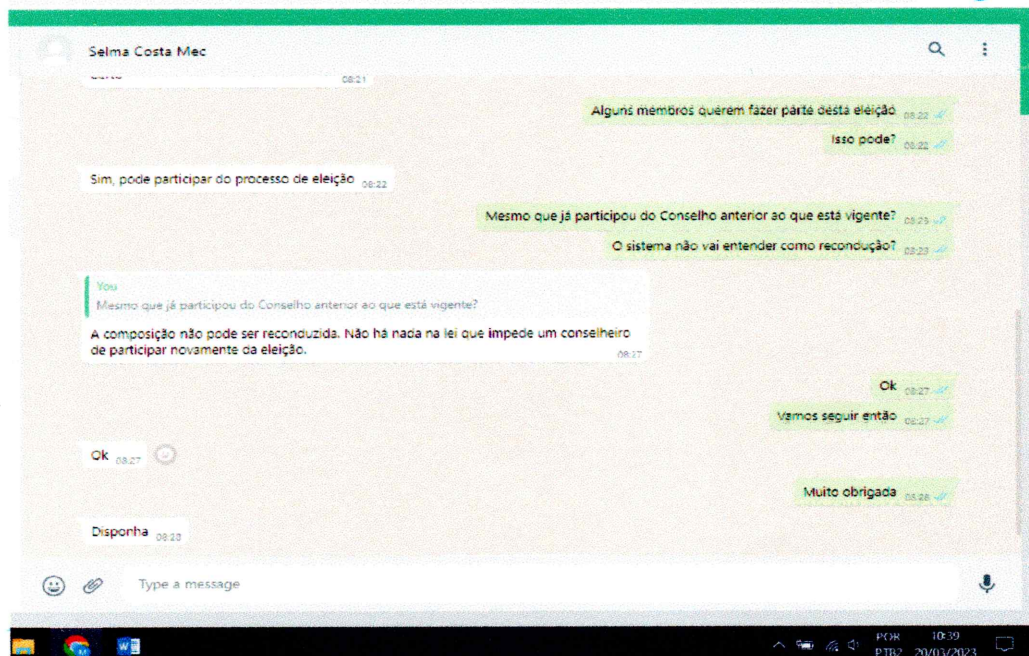 Selma Costa Mec
08:21
Alguns membros querem fazer parte desta eleição 08:22
Isso pode? 08:22
Sim, pode participar do processo de eleição 08:22
Mesmo que já participou do Conselho anterior ao que está vigente? 08:23
O sistema não vai entender como recondução? 08:23
You
Mesmo que já participou do Conselho anterior ao que está vigente?
A composição não pode ser reconduzida. Não há nada na lei que impede um conselheiro
de participar novamente da eleição. 08:27
Ok 08:27
Vamos seguir então 08:27
Ok 08:27
Muito obrigada 08:28
Disponha 08:28
Type a message
POR 10:39
PTB2 20/03/2023